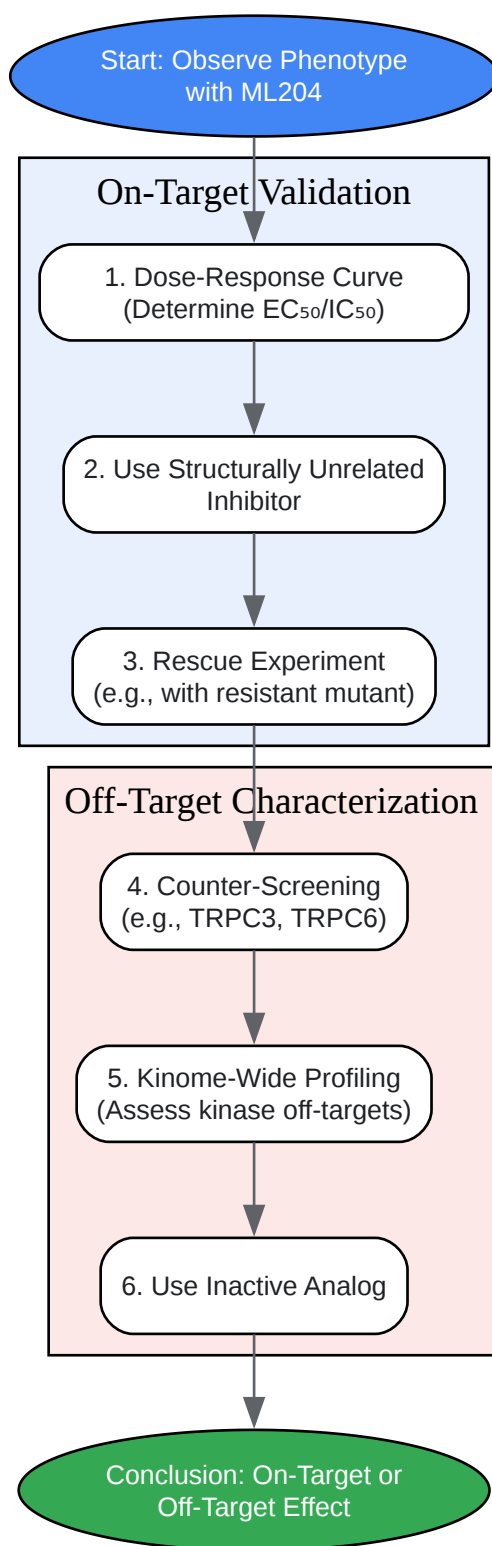 Start: Observe Phenotype
with ML204
On-Target Validation
1. Dose-Response Curve
(Determine EC₅₀/IC₅₀)
2. Use Structurally Unrelated
Inhibitor
3. Rescue Experiment
(e.g., with resistant mutant)
Off-Target Characterization
4. Counter-Screening
(e.g., TRPC3, TRPC6)
5. Kinome-Wide Profiling
(Assess kinase off-targets)
6. Use Inactive Analog
Conclusion: On-Target or
Off-Target Effect